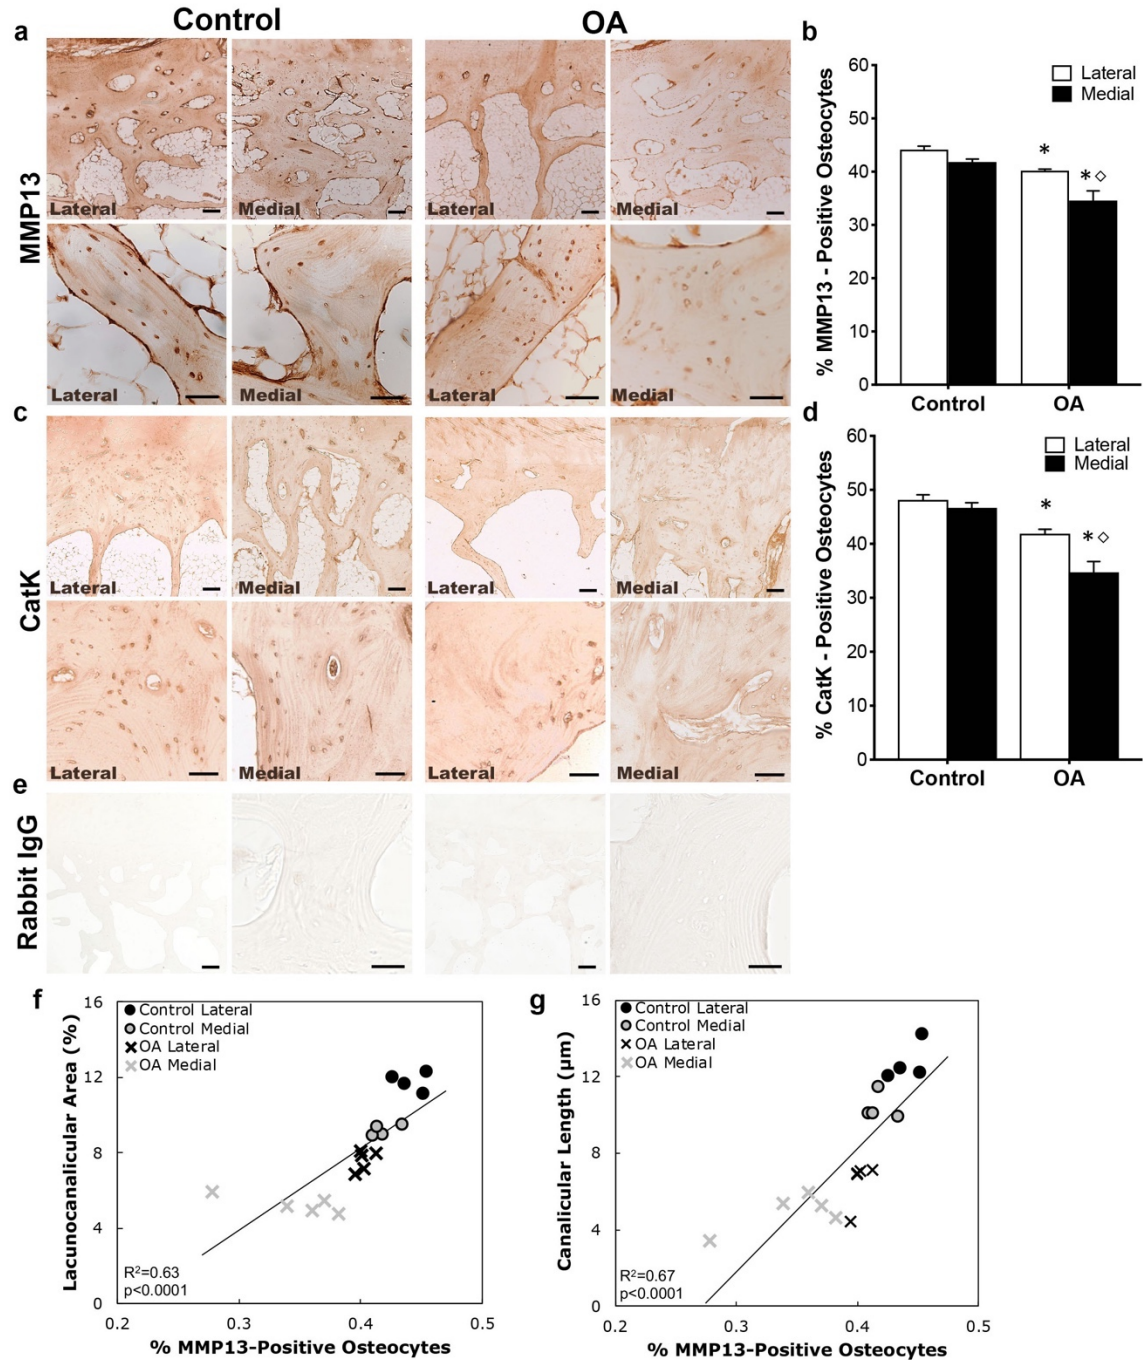 Control
OA
a
MMP13
Lateral
Medial
Lateral
Medial
Lateral
Medial
Lateral
Medial
b
% MMP13 - Positive Osteocytes
60
50
40
30
20
10
0
Lateral
Medial
*
*◇
Control
OA
c
CatK
Lateral
Medial
Lateral
Medial
Lateral
Medial
Lateral
Medial
d
% CatK - Positive Osteocytes
60
50
40
30
20
10
0
Lateral
Medial
*
*◇
Control
OA
e
Rabbit IgG
f
Lacunocanalicular Area (%)
16
12
8
4
0
Control Lateral
Control Medial
OA Lateral
OA Medial
R²=0.63
p<0.0001
0.2
0.3
0.4
0.5
% MMP13-Positive Osteocytes
g
Canalicular Length (μm)
16
12
8
4
0
Control Lateral
Control Medial
OA Lateral
OA Medial
R²=0.67
p<0.0001
0.2
0.3
0.4
0.5
% MMP13-Positive Osteocytes